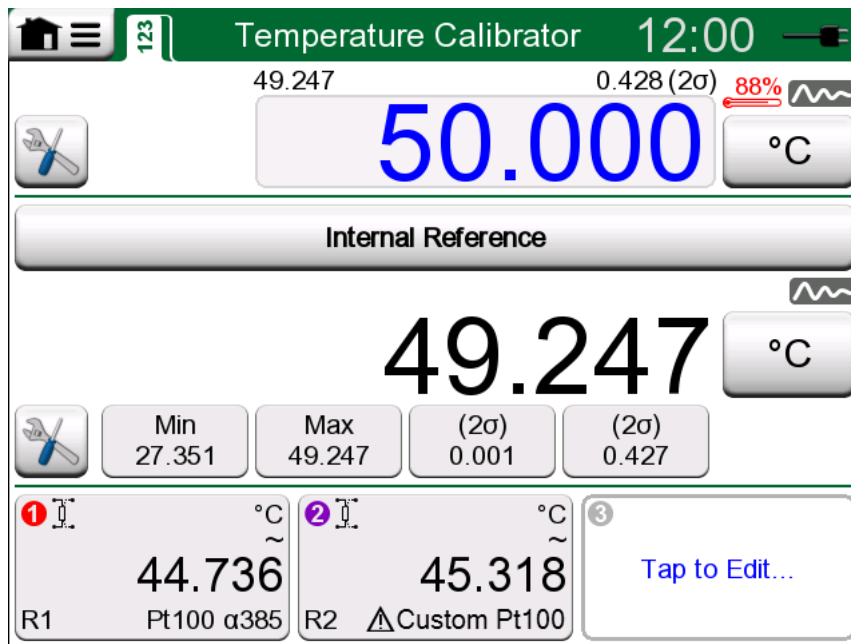 123 Temperature Calibrator 12:00
49.247 0.428 (2σ) 88%
50.000 °C
Internal Reference
49.247 °C
Min Max (2σ) (2σ)
27.351 49.247 0.001 0.427
1 °C 2 °C 3
~ ~
44.736 45.318 Tap to Edit...
R1 Pt100 α385 R2 ⚠Custom Pt100